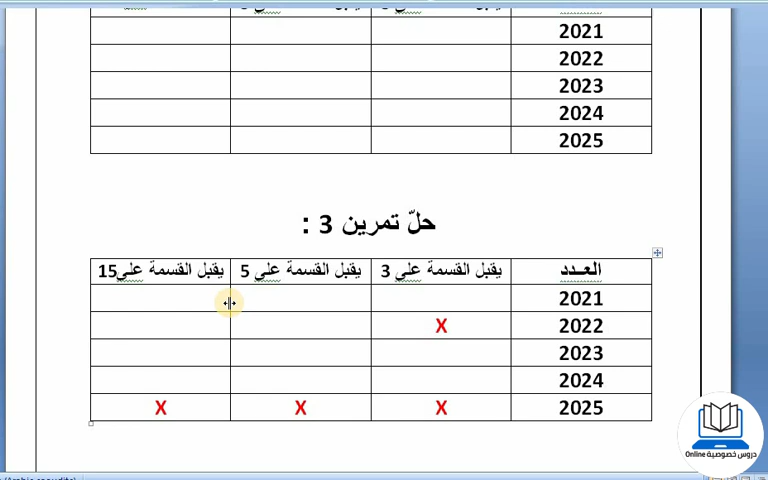 2021
2022
2023
2024
2025
حلّ تمرين 3 :
العـدد يقبل القسمة على 3 يقبل القسمة على 5 يقبل القسمة على15
2021
2022 X
2023
2024
2025 X X X
دروس خصوصية Online